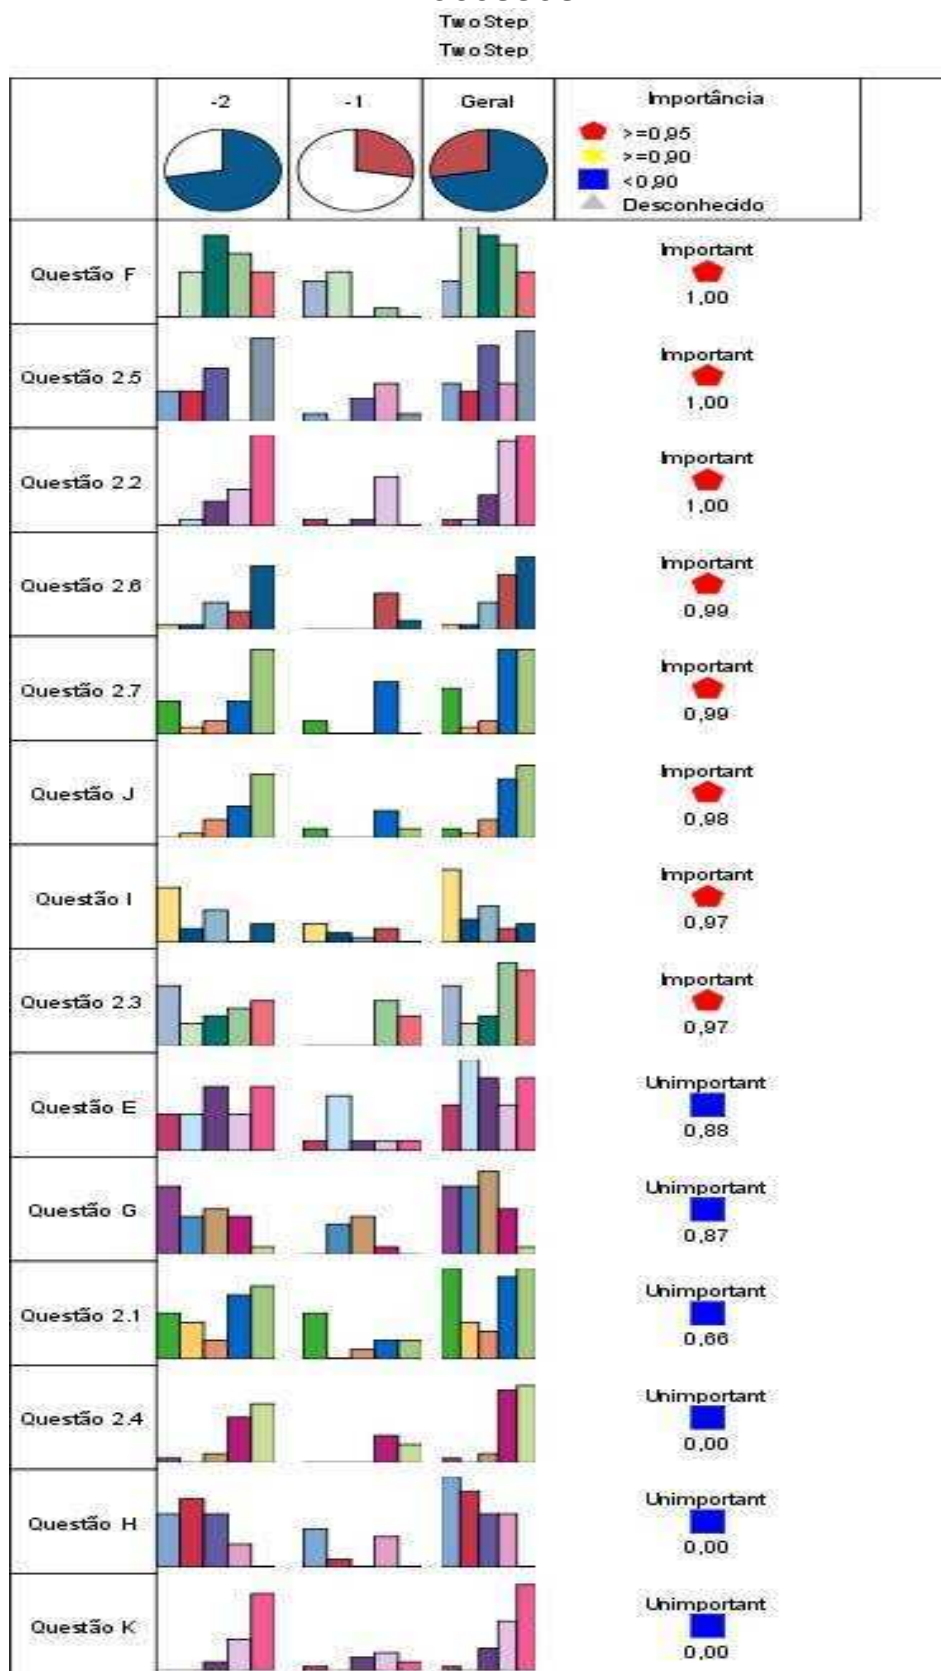 Two Step
Two Step
-2
-1
Geral
Importância
>=0,95
>=0,90
<0,90
Desconhecido
Questão F
Important
1,00
Questão 2.5
Important
1,00
Questão 2.2
Important
1,00
Questão 2.6
Important
0,99
Questão 2.7
Important
0,99
Questão J
Important
0,98
Questão I
Important
0,97
Questão 2.3
Important
0,97
Questão E
Unimportant
0,88
Questão G
Unimportant
0,87
Questão 2.1
Unimportant
0,66
Questão 2.4
Unimportant
0,00
Questão H
Unimportant
0,00
Questão K
Unimportant
0,00